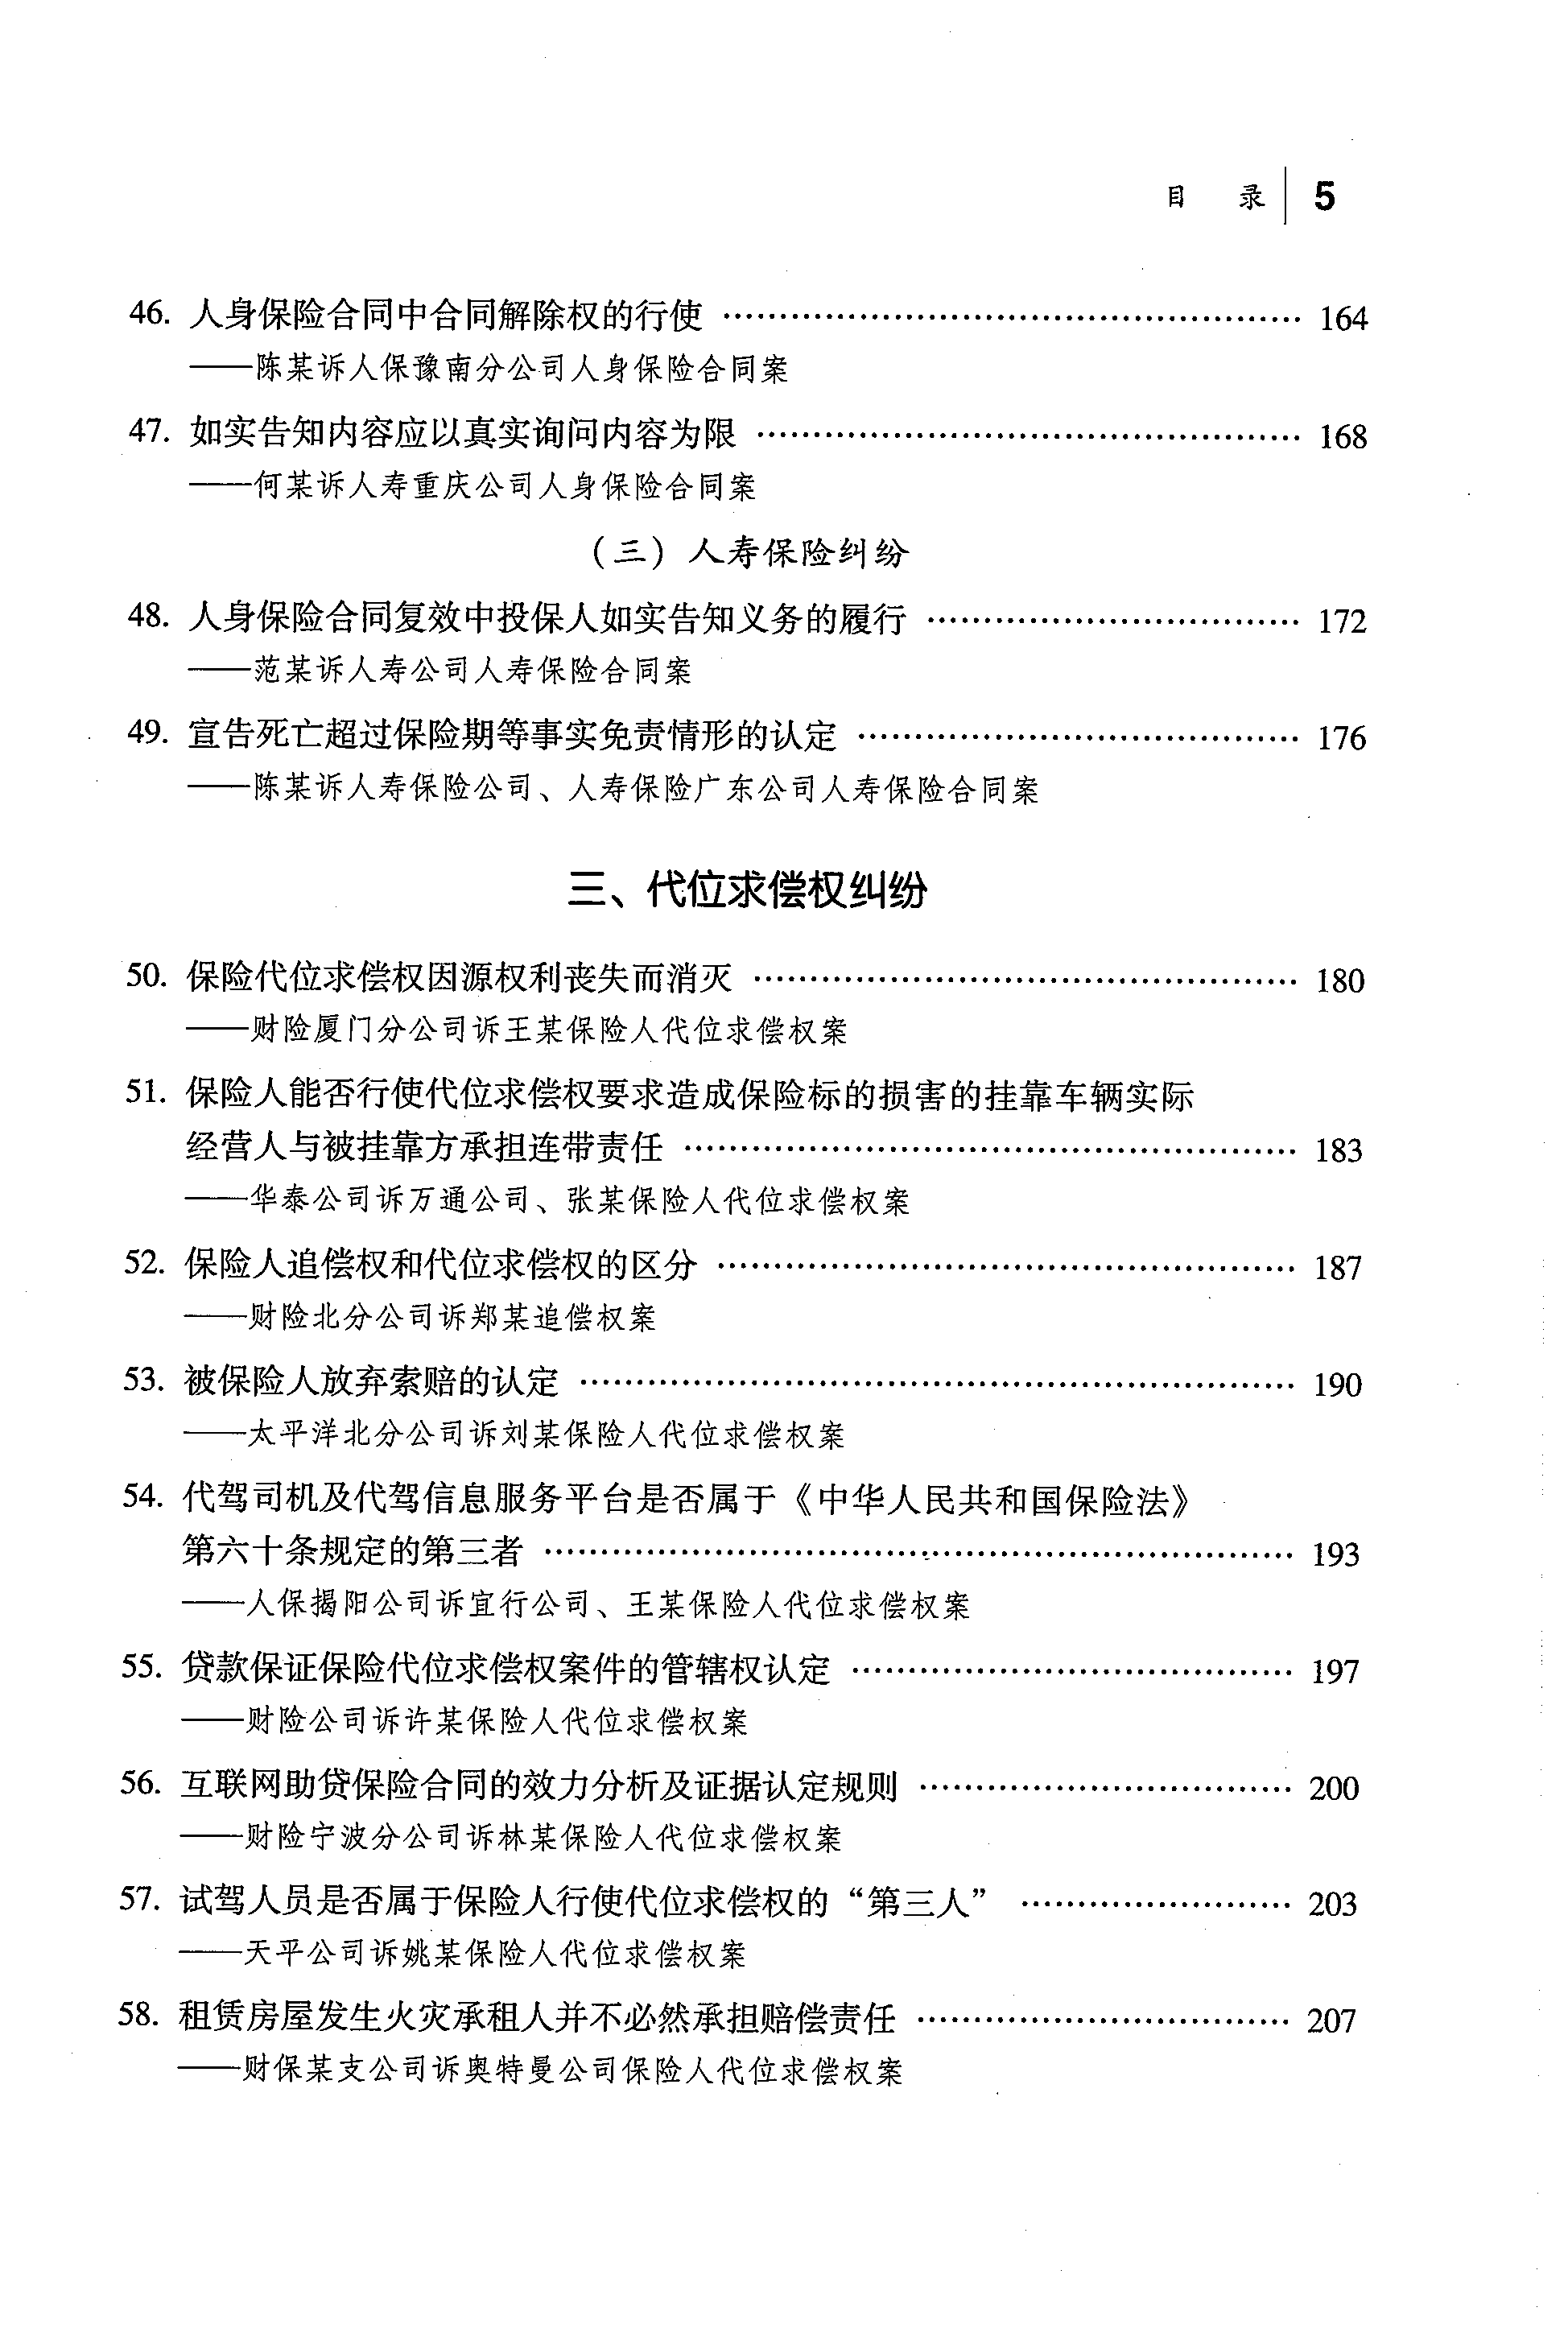 目 录 5
46. 人身保险合同中合同解除权的行使 …………………………………………… 164
——陈某诉人保豫南分公司人身保险合同案
47. 如实告知内容应以真实询问内容为限 ………………………………………… 168
——何某诉人寿重庆公司人身保险合同案
（三）人寿保险纠纷
48. 人身保险合同复效中投保人如实告知义务的履行 …………………………… 172
——范某诉人寿公司人寿保险合同案
49. 宣告死亡超过保险期等事实免责情形的认定 ………………………………… 176
——陈某诉人寿保险公司、人寿保险广东公司人寿保险合同案
三、代位求偿权纠纷
50. 保险代位求偿权因源权利丧失而消灭 ………………………………………… 180
——财险厦门分公司诉王某保险人代位求偿权案
51. 保险人能否行使代位求偿权要求造成保险标的损害的挂靠车辆实际
经营人与被挂靠方承担连带责任 ……………………………………………… 183
——华泰公司诉万通公司、张某保险人代位求偿权案
52. 保险人追偿权和代位求偿权的区分 …………………………………………… 187
——财险北分公司诉郑某追偿权案
53. 被保险人放弃索赔的认定 ……………………………………………………… 190
——太平洋北分公司诉刘某保险人代位求偿权案
54. 代驾司机及代驾信息服务平台是否属于《中华人民共和国保险法》
第六十条规定的第三者 ………………………………………………………… 193
——人保揭阳公司诉宜行公司、王某保险人代位求偿权案
55. 贷款保证保险代位求偿权案件的管辖权认定 ………………………………… 197
——财险公司诉许某保险人代位求偿权案
56. 互联网助贷保险合同的效力分析及证据认定规则 …………………………… 200
——财险宁波分公司诉林某保险人代位求偿权案
57. 试驾人员是否属于保险人行使代位求偿权的“第三人” …………………… 203
——天平公司诉姚某保险人代位求偿权案
58. 租赁房屋发生火灾承租人并不必然承担赔偿责任 …………………………… 207
——财保某支公司诉奥特曼公司保险人代位求偿权案